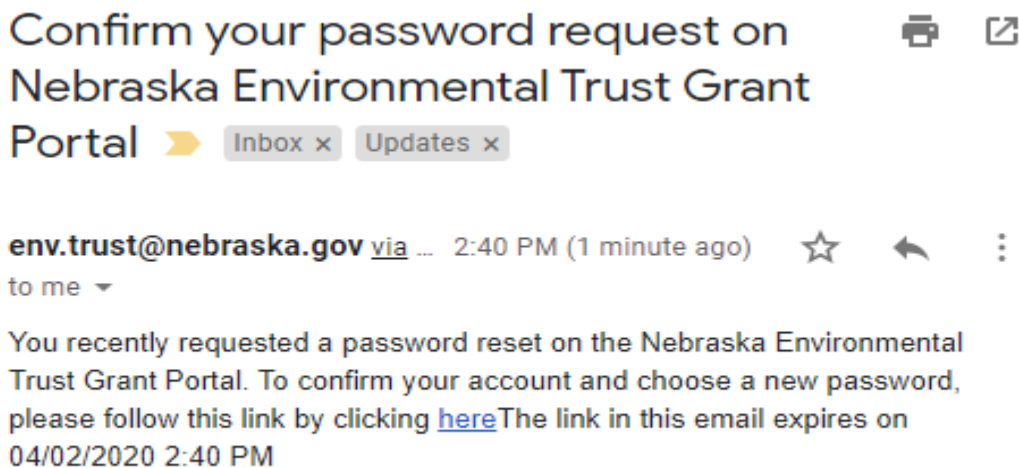 Confirm your password request on
Nebraska Environmental Trust Grant
Portal Inbox × Updates ×
env.trust@nebraska.gov via ... 2:40 PM (1 minute ago)
to me
You recently requested a password reset on the Nebraska Environmental
Trust Grant Portal. To confirm your account and choose a new password,
please follow this link by clicking hereThe link in this email expires on
04/02/2020 2:40 PM